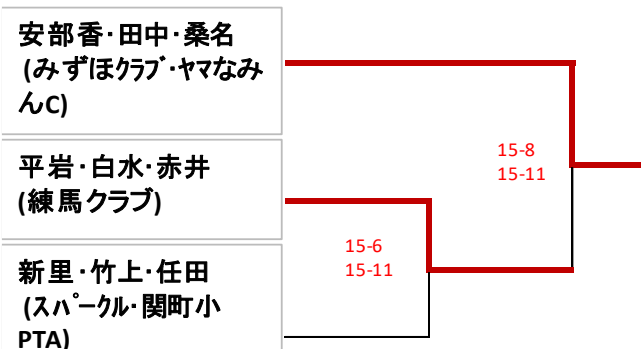 安部香・田中・桑名
(みずほｸﾗﾌﾞ・ﾔﾏなみ
んC)
平岩・白水・赤井
(練馬クラブ)
15-8
15-11
新里・竹上・任田
(ｽﾊﾟｰｸﾙ・関町小
PTA)
15-6
15-11